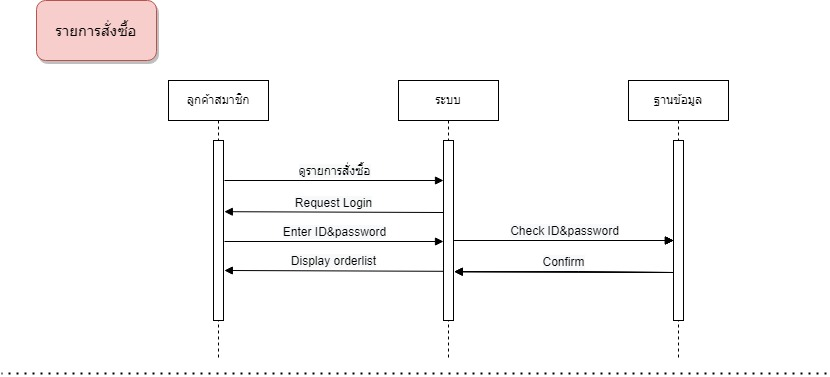 รายการสั่งซื้อ
ลูกค้าสมาชิก
ระบบ
ฐานข้อมูล
ดูรายการสั่งซื้อ
Request Login
Enter ID&password
Check ID&password
Display orderlist
Confirm